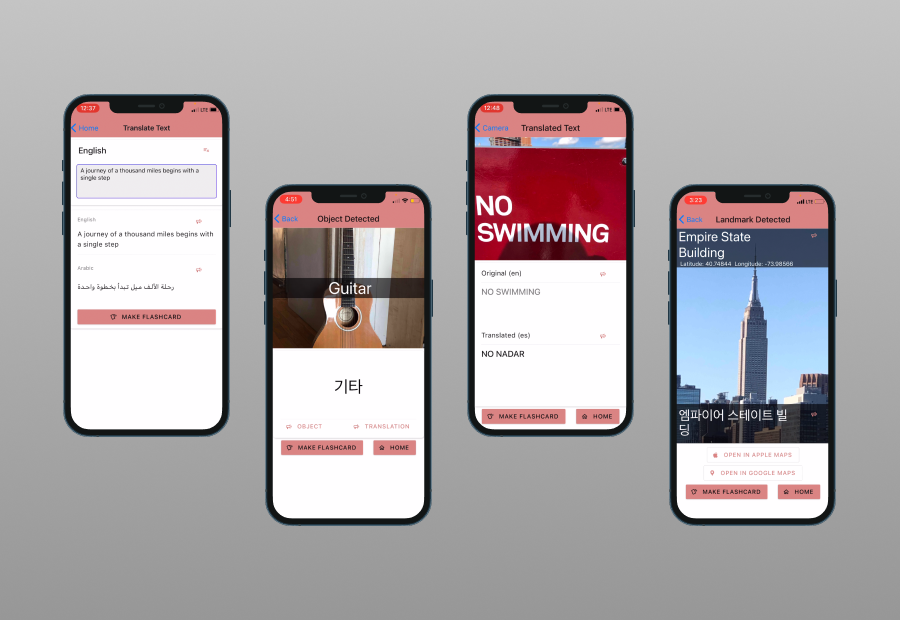 12:37
LTE
Home
Translate Text
English
A journey of a thousand miles begins with a
single step
English
A journey of a thousand miles begins with
a single step
Arabic
رحلة الألف ميل تبدأ بخطوة واحدة
MAKE FLASHCARD
4:51
Back
Object Detected
Guitar
기타
OBJECT
TRANSLATION
MAKE FLASHCARD
HOME
12:48
LTE
Camera
Translated Text
NO
SWIMMING
Original (en)
NO SWIMMING
Translated (es)
NO NADAR
MAKE FLASHCARD
HOME
3:23
LTE
Back
Landmark Detected
Empire State
Building
Latitude: 40.74844 Longitude: -73.98566
엠파이어 스테이트 빌
딩
OPEN IN APPLE MAPS
OPEN IN GOOGLE MAPS
MAKE FLASHCARD
HOME